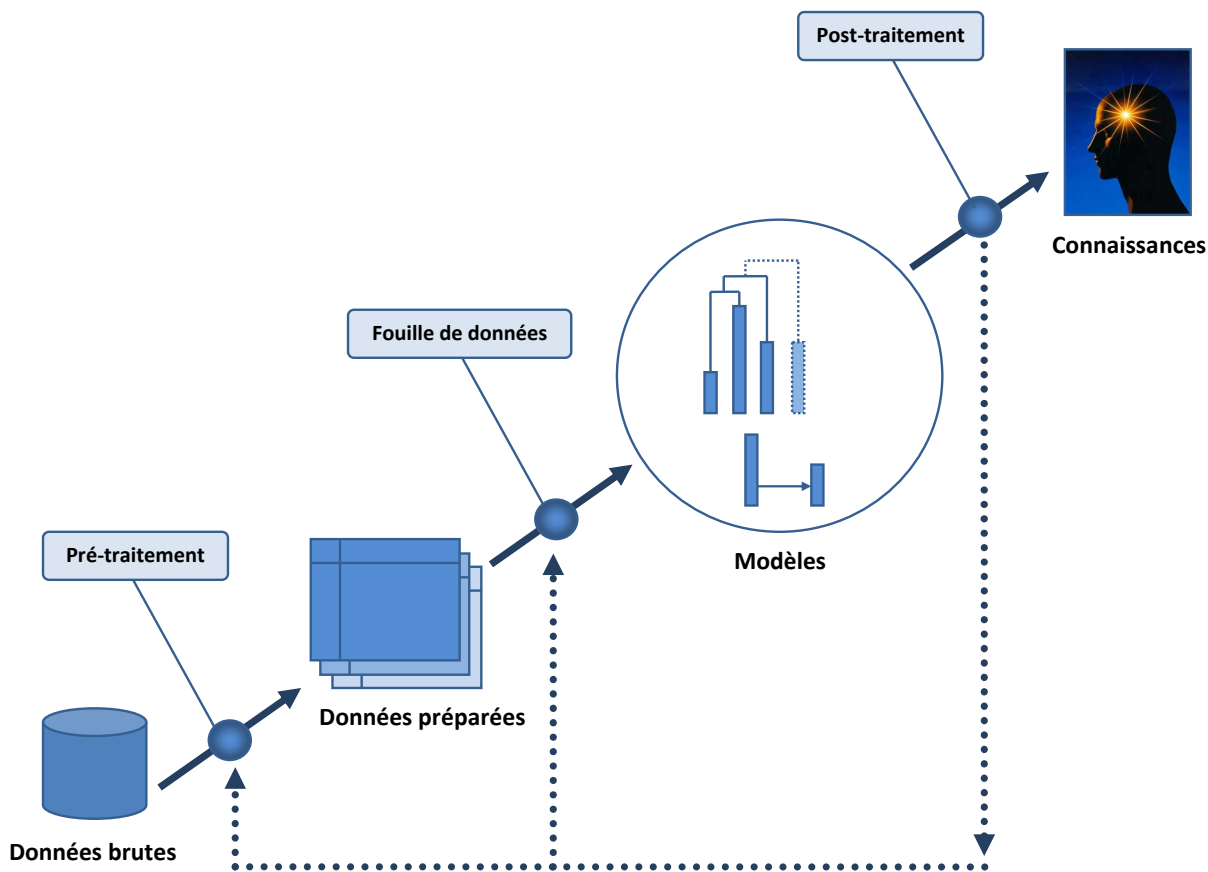 Post-traitement
Connaissances
Fouille de données
Modèles
Pré-traitement
Données préparées
Données brutes